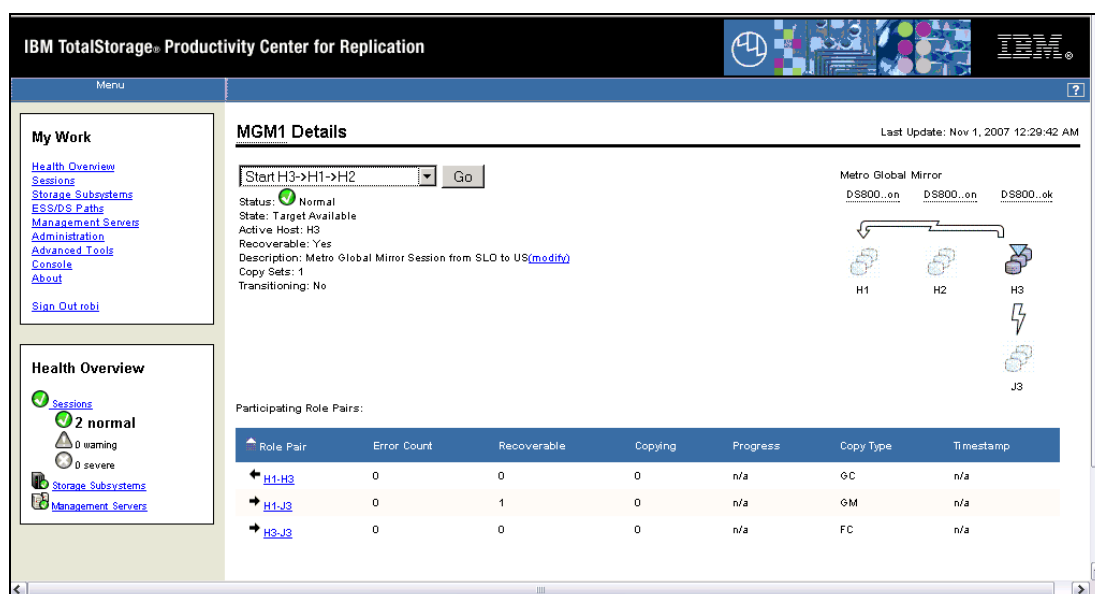 IBM TotalStorage® Productivity Center for Replication
IBM®
Menu
?
My Work
Health Overview
Sessions
Storage Subsystems
ESS/DS Paths
Management Servers
Administration
Advanced Tools
Console
About
Sign Out robi
Health Overview
Sessions
2 normal
0 warning
0 severe
Storage Subsystems
Management Servers
MGM1 Details
Last Update: Nov 1, 2007 12:29:42 AM
Start H3->H1->H2
Go
Status: Normal
State: Target Available
Active Host: H3
Recoverable: Yes
Description: Metro Global Mirror Session from SLO to US(modify)
Copy Sets: 1
Transitioning: No
Metro Global Mirror
DS800..on DS800..on DS800..ok
H1 H2 H3
J3
Participating Role Pairs:
Role Pair Error Count Recoverable Copying Progress Copy Type Timestamp
H1-H3 0 0 0 n/a GC n/a
H1-J3 0 1 0 n/a GM n/a
H3-J3 0 0 0 n/a FC n/a